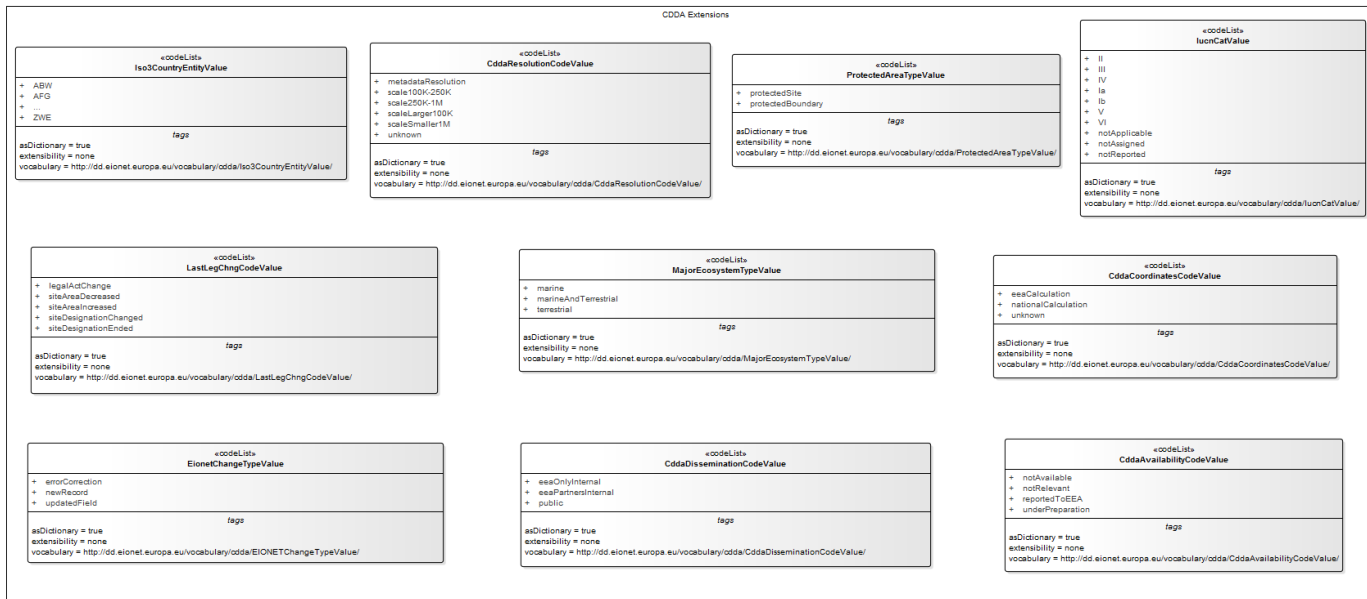 CDDA Extensions
«codeList»
Iso3CountryEntityValue
+ ABW
+ AFG
+ ...
+ ZWE
tags
asDictionary = true
extensibility = none
vocabulary = http://dd.eionet.europa.eu/vocabulary/cdda/Iso3CountryEntityValue/
«codeList»
CddaResolutionCodeValue
+ metadataResolution
+ scale100K-250K
+ scale250K-1M
+ scaleLarger100K
+ scaleSmaller1M
+ unknown
tags
asDictionary = true
extensibility = none
vocabulary = http://dd.eionet.europa.eu/vocabulary/cdda/CddaResolutionCodeValue/
«codeList»
ProtectedAreaTypeValue
+ protectedSite
+ protectedBoundary
tags
asDictionary = true
extensibility = none
vocabulary = http://dd.eionet.europa.eu/vocabulary/cdda/ProtectedAreaTypeValue/
«codeList»
IucnCatValue
+ II
+ III
+ IV
+ Ia
+ Ib
+ V
+ VI
+ notApplicable
+ notAssigned
+ notReported
tags
asDictionary = true
extensibility = none
vocabulary = http://dd.eionet.europa.eu/vocabulary/cdda/IucnCatValue/
«codeList»
LastLegChngCodeValue
+ legalActChange
+ siteAreaDecreased
+ siteAreaIncreased
+ siteDesignationChanged
+ siteDesignationEnded
tags
asDictionary = true
extensibility = none
vocabulary = http://dd.eionet.europa.eu/vocabulary/cdda/LastLegChngCodeValue/
«codeList»
MajorEcosystemTypeValue
+ marine
+ marineAndTerrestrial
+ terrestrial
tags
asDictionary = true
extensibility = none
vocabulary = http://dd.eionet.europa.eu/vocabulary/cdda/MajorEcosystemTypeValue/
«codeList»
CddaCoordinatesCodeValue
+ eeaCalculation
+ nationalCalculation
+ unknown
tags
asDictionary = true
extensibility = none
vocabulary = http://dd.eionet.europa.eu/vocabulary/cdda/CddaCoordinatesCodeValue/
«codeList»
EionetChangeTypeValue
+ errorCorrection
+ newRecord
+ updatedField
tags
asDictionary = true
extensibility = none
vocabulary = http://dd.eionet.europa.eu/vocabulary/cdda/EIONETChangeTypeValue/
«codeList»
CddaDisseminationCodeValue
+ eeaOnlyInternal
+ eeaPartnersInternal
+ public
tags
asDictionary = true
extensibility = none
vocabulary = http://dd.eionet.europa.eu/vocabulary/cdda/CddaDisseminationCodeValue/
«codeList»
CddaAvailabilityCodeValue
+ notAvailable
+ notRelevant
+ reportedToEEA
+ underPreparation
tags
asDictionary = true
extensibility = none
vocabulary = http://dd.eionet.europa.eu/vocabulary/cdda/CddaAvailabilityCodeValue/